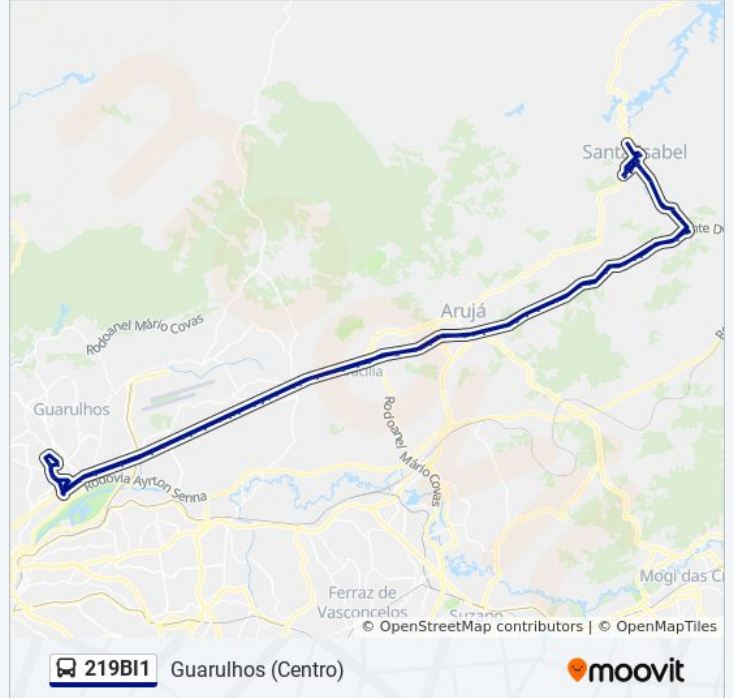 Santa Isabel
Arujá
Rodoanel Mário Covas
Guarulhos
Rodoanel Mário Covas
Rodovia Ayrton Senna
Mogi das Cr
Ferraz de
Vasconcelos
Suzano
© OpenStreetMap contributors | © OpenMapTiles
219BI1 Guarulhos (Centro)
moovit